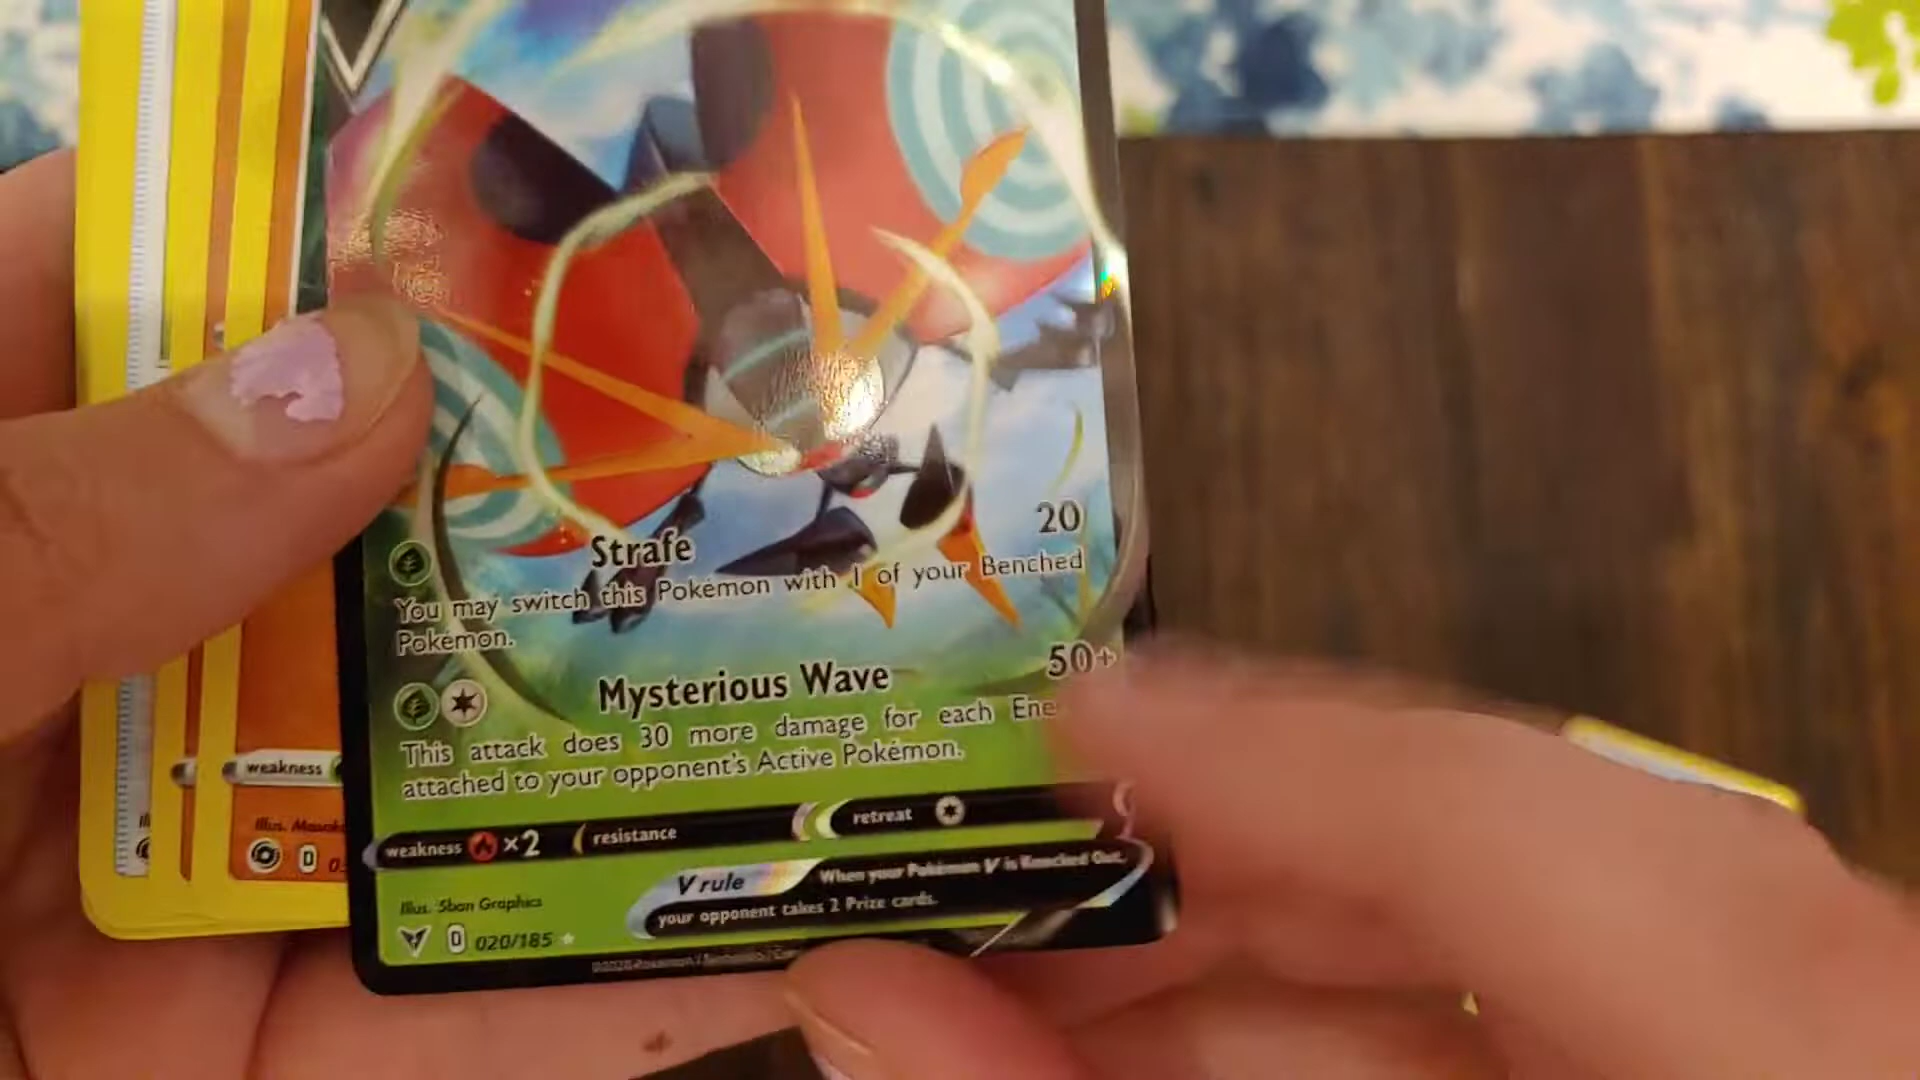 Strafe 20
You may switch this Pokémon with 1 of your Benched
Pokémon.
Mysterious Wave 50+
This attack does 30 more damage for each Ene
attached to your opponent's Active Pokémon.
weakness ×2 resistance retreat
weakness
V rule When your Pokémon V is Knocked Out,
your opponent takes 2 Prize cards.
Illus. 5ban Graphics
D 020/185
Illus.
D